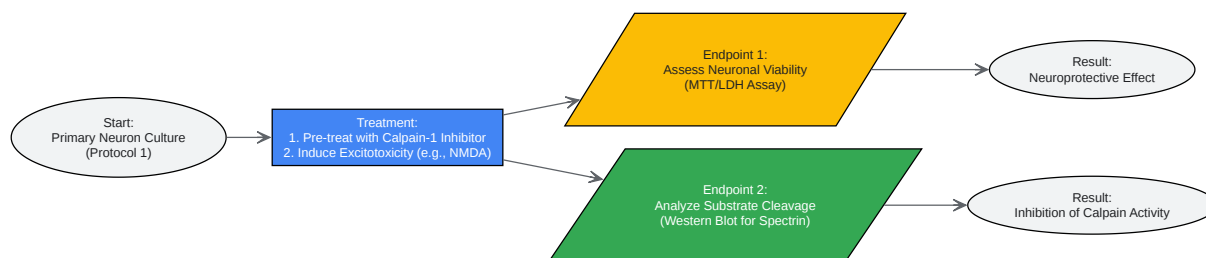 Start:
Primary Neuron Culture
(Protocol 1)
Treatment:
1. Pre-treat with Calpain-1 Inhibitor
2. Induce Excitotoxicity (e.g., NMDA)
Endpoint 1:
Assess Neuronal Viability
(MTT/LDH Assay)
Result:
Neuroprotective Effect
Endpoint 2:
Analyze Substrate Cleavage
(Western Blot for Spectrin)
Result:
Inhibition of Calpain Activity